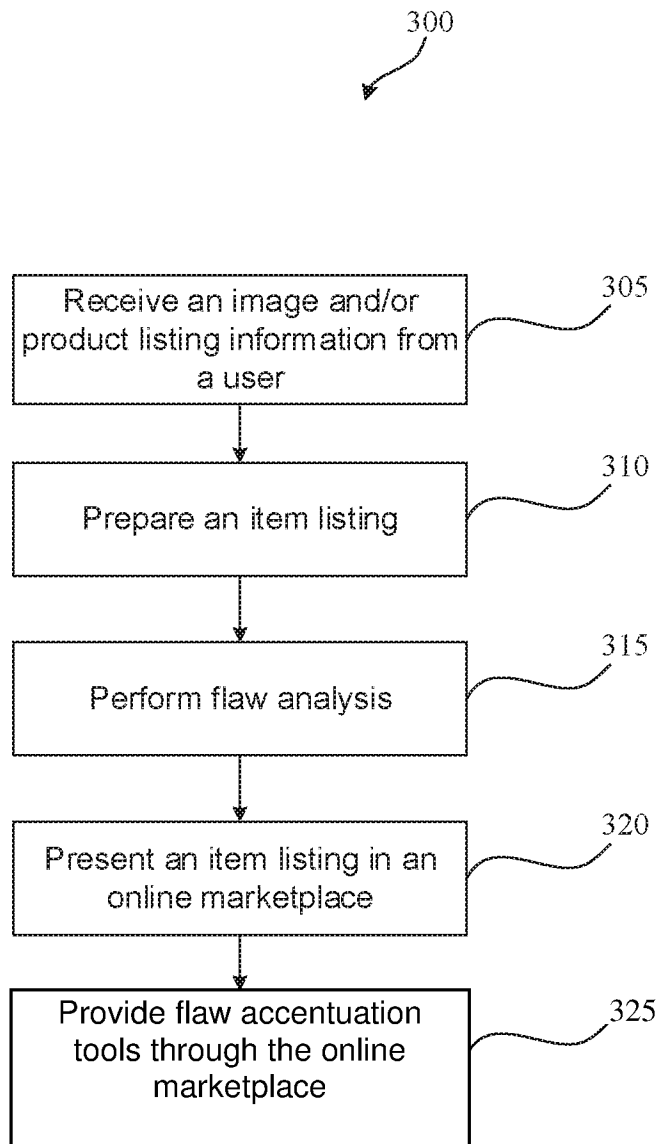 300
Receive an image and/or
product listing information from
a user
305
Prepare an item listing
310
Perform flaw analysis
315
Present an item listing in an
online marketplace
320
Provide flaw accentuation
tools through the online
marketplace
325